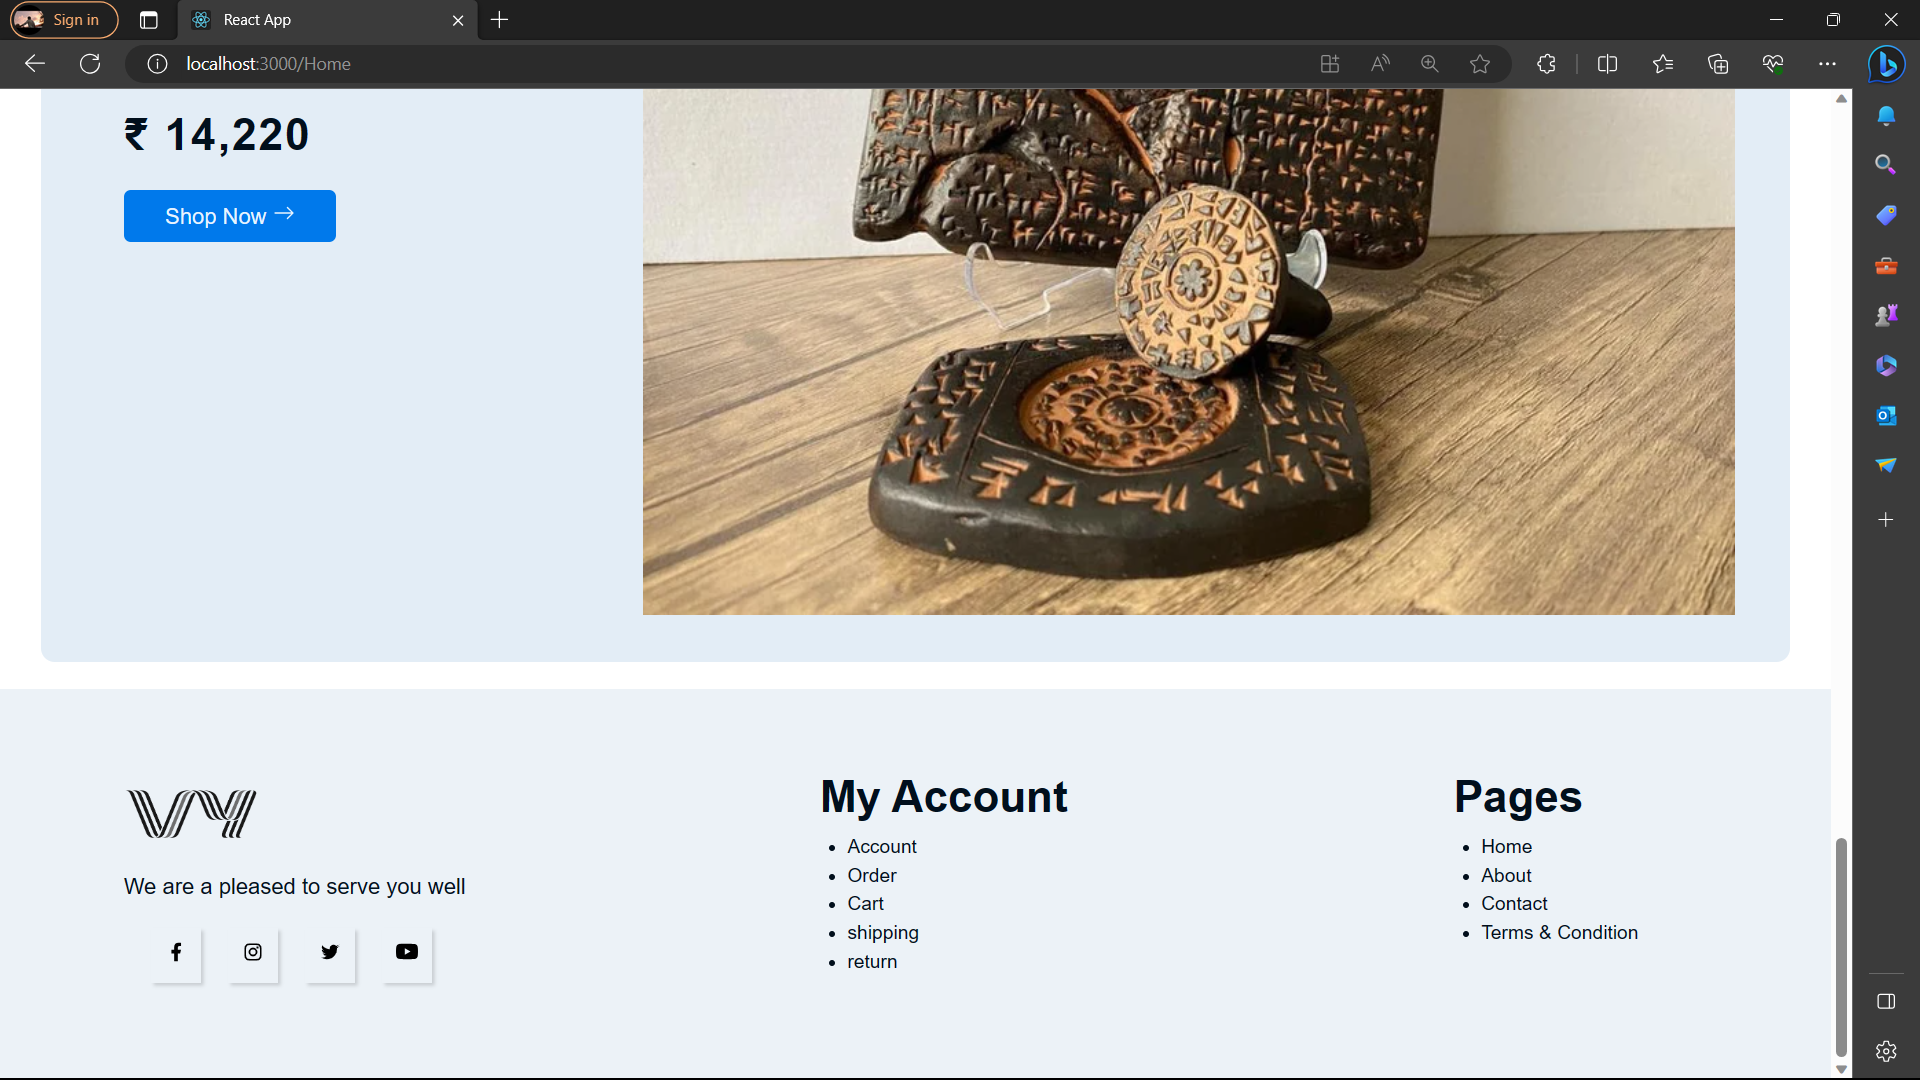 Sign in
React App
localhost:3000/Home
₹ 14,220
Shop Now →
VY
We are a pleased to serve you well
My Account
Account
Order
Cart
shipping
return
Pages
Home
About
Contact
Terms & Condition